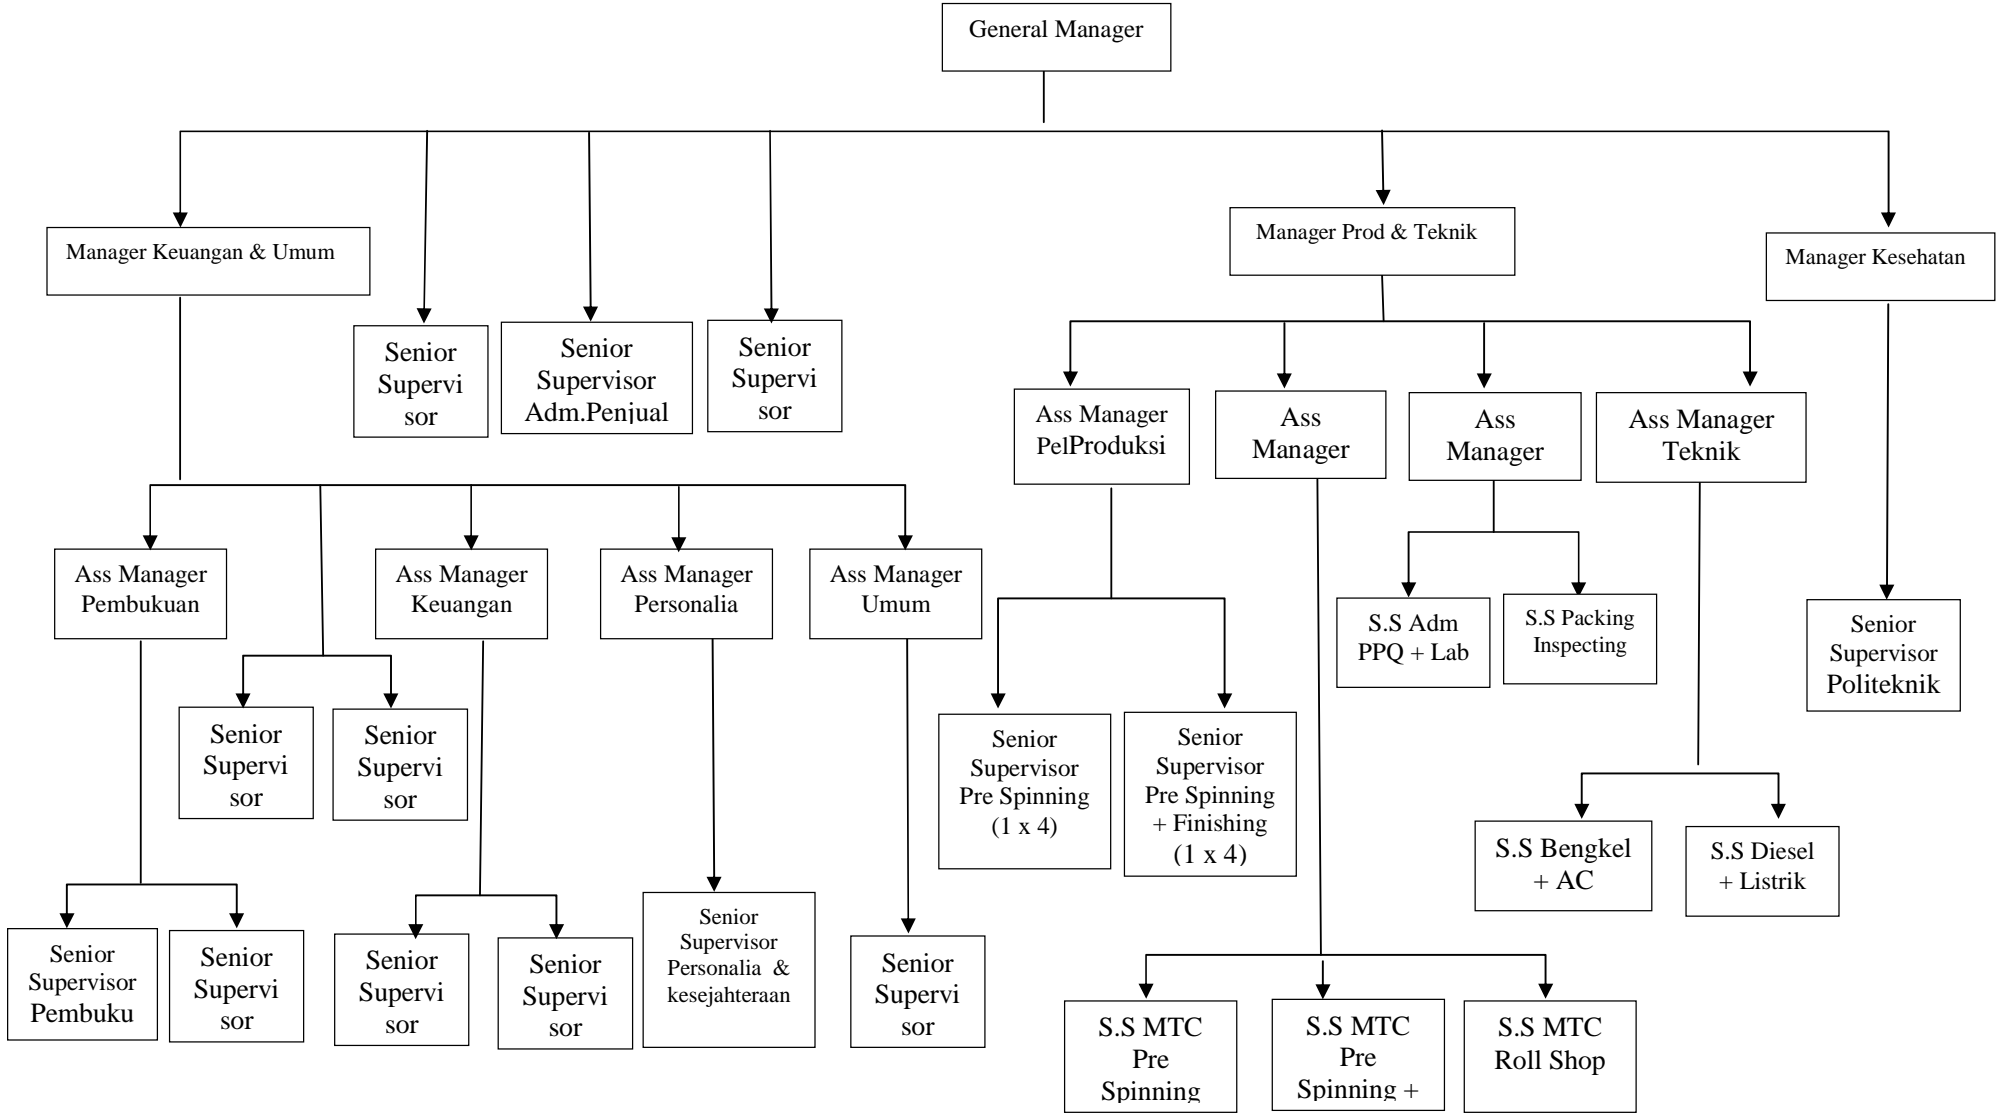 General Manager
Manager Keuangan & Umum
Manager Prod & Teknik
Manager Kesehatan
Senior
Supervi
sor
Senior
Supervisor
Adm.Penjual
Senior
Supervi
sor
Ass Manager
PelProduksi
Ass
Manager
Ass
Manager
Ass Manager
Teknik
Ass Manager
Pembukuan
Ass Manager
Keuangan
Ass Manager
Personalia
Ass Manager
Umum
S.S Adm
PPQ + Lab
S.S Packing
Inspecting
Senior
Supervisor
Politeknik
Senior
Supervi
sor
Senior
Supervi
sor
Senior
Supervisor
Pre Spinning
(1 x 4)
Senior
Supervisor
Pre Spinning
+ Finishing
(1 x 4)
S.S Bengkel
+ AC
S.S Diesel
+ Listrik
Senior
Supervisor
Pembuku
Senior
Supervi
sor
Senior
Supervi
sor
Senior
Supervi
sor
Senior
Supervisor
Personalia &
kesejahteraan
Senior
Supervi
sor
S.S MTC
Pre
Spinning
S.S MTC
Pre
Spinning +
S.S MTC
Roll Shop